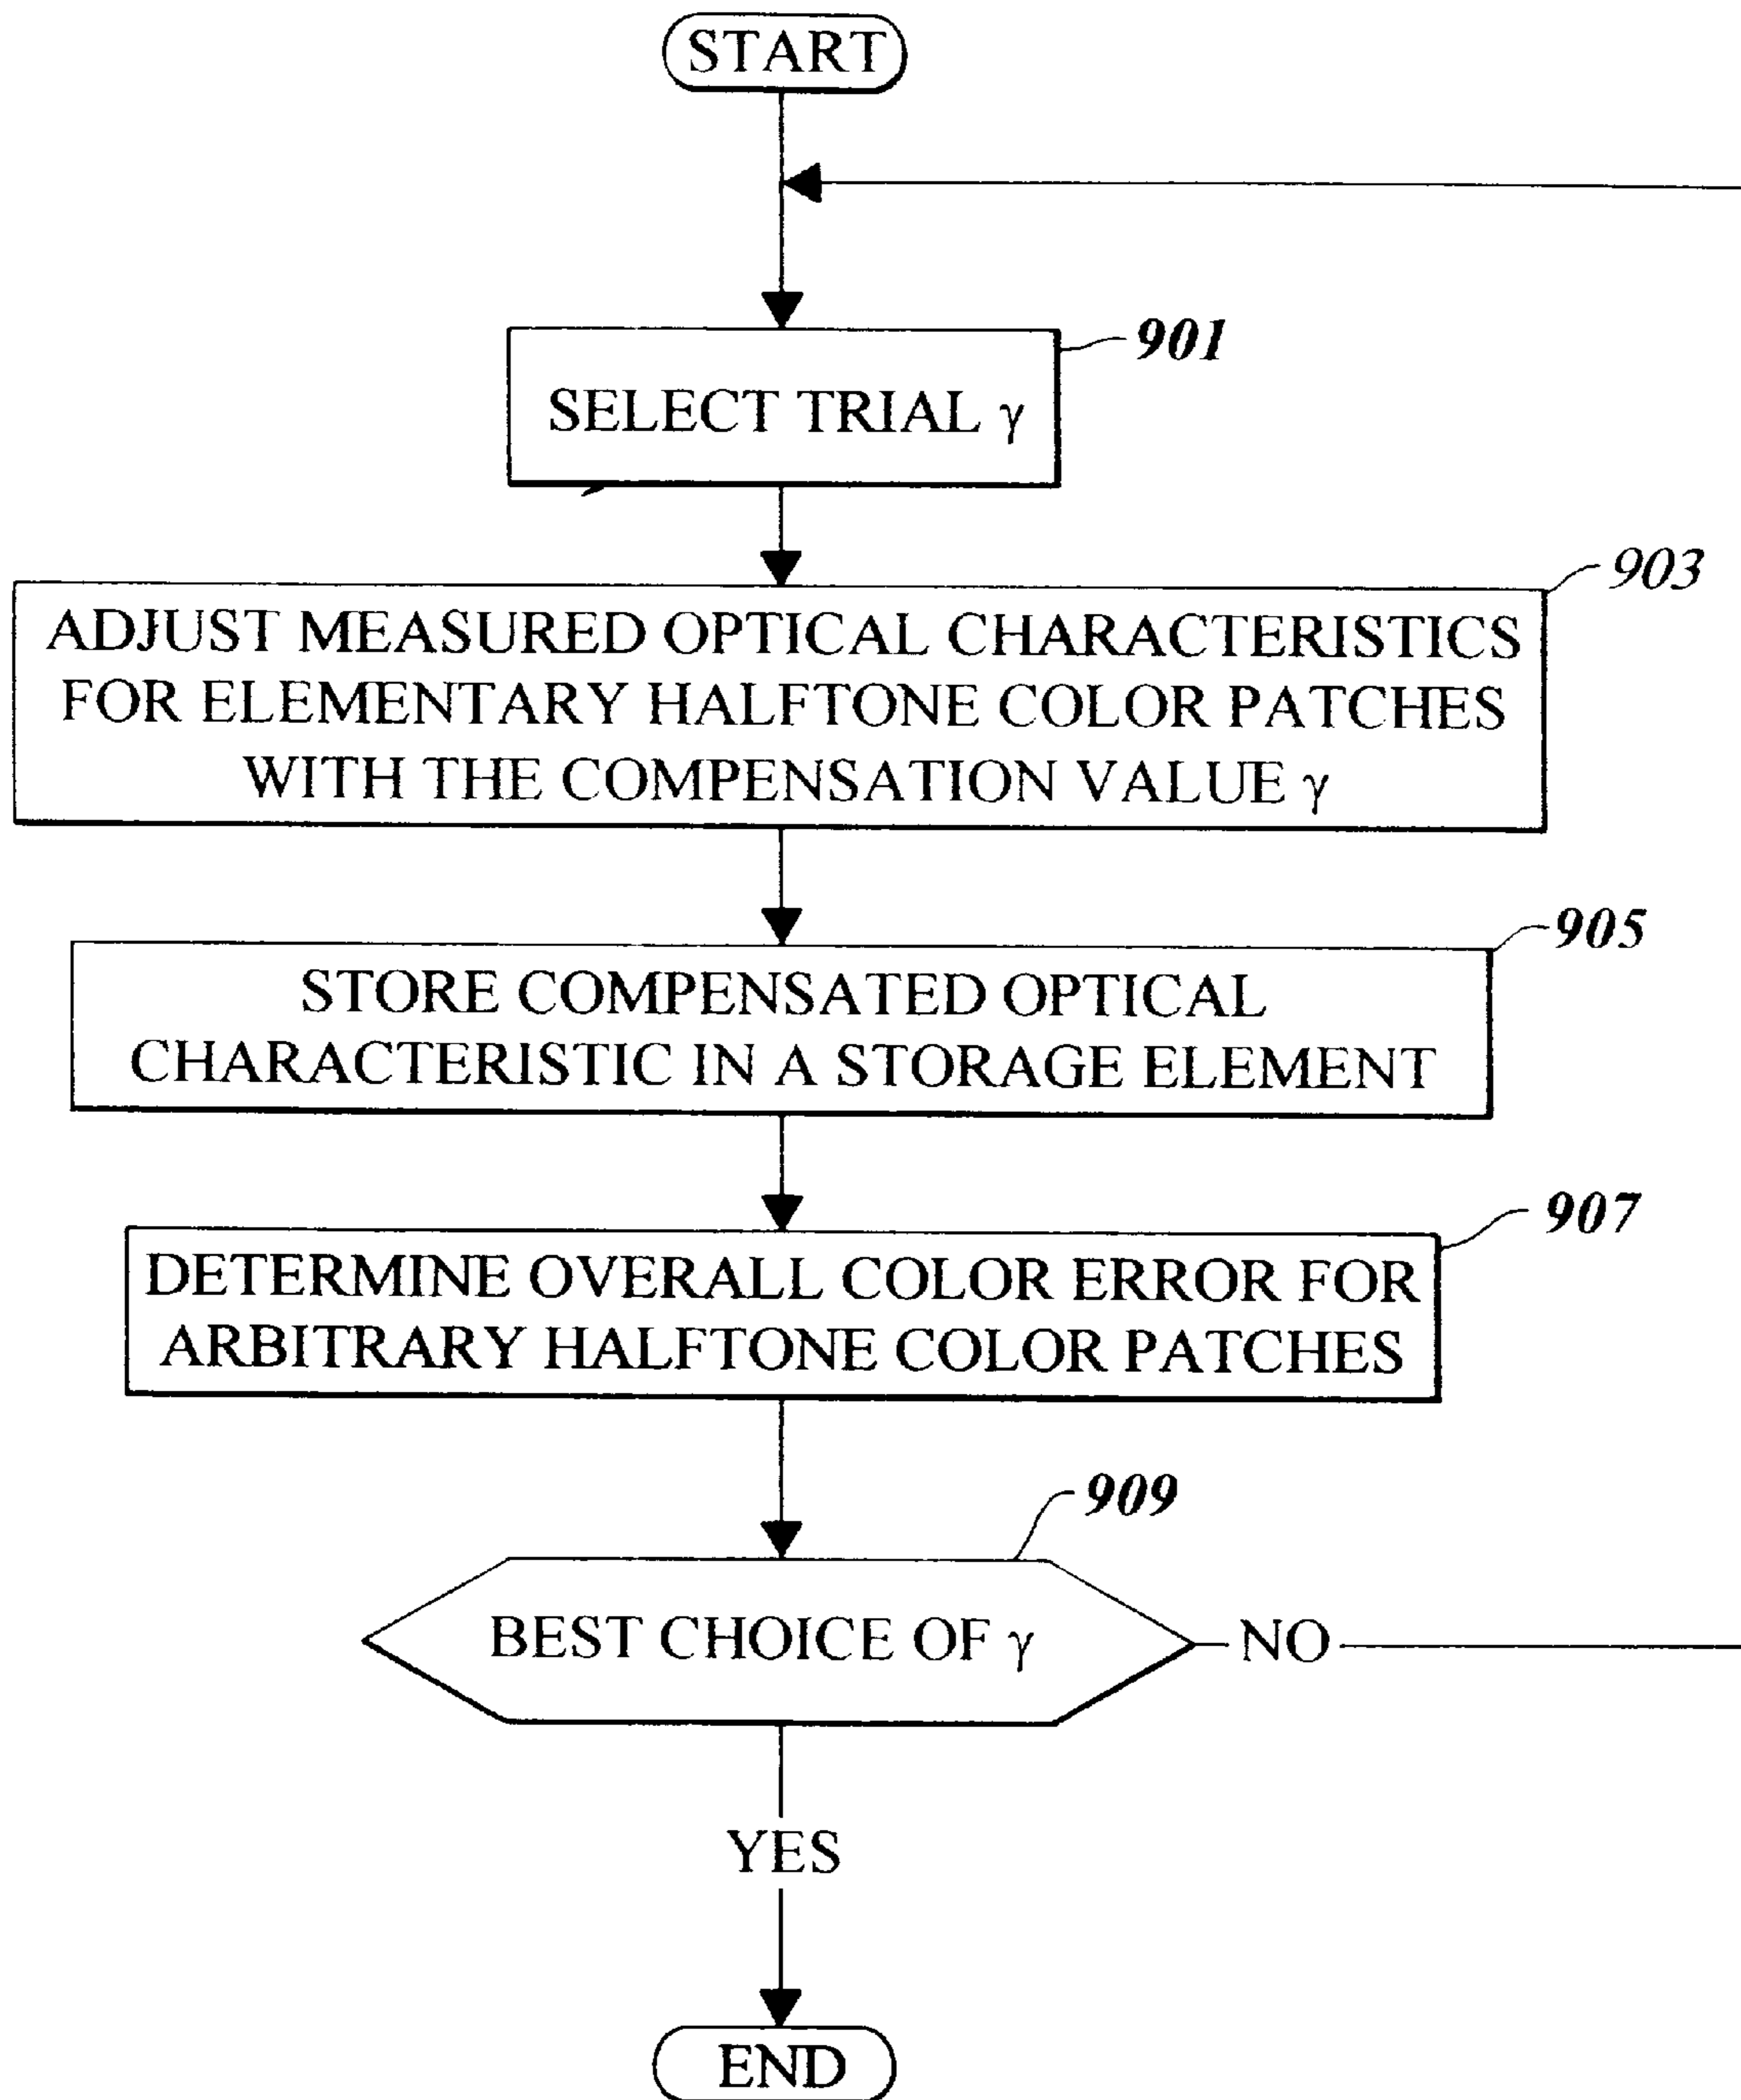 START
901
SELECT TRIAL γ
903
ADJUST MEASURED OPTICAL CHARACTERISTICS
FOR ELEMENTARY HALFTONE COLOR PATCHES
WITH THE COMPENSATION VALUE γ
905
STORE COMPENSATED OPTICAL
CHARACTERISTIC IN A STORAGE ELEMENT
907
DETERMINE OVERALL COLOR ERROR FOR
ARBITRARY HALFTONE COLOR PATCHES
909
BEST CHOICE OF γ
NO
YES
END